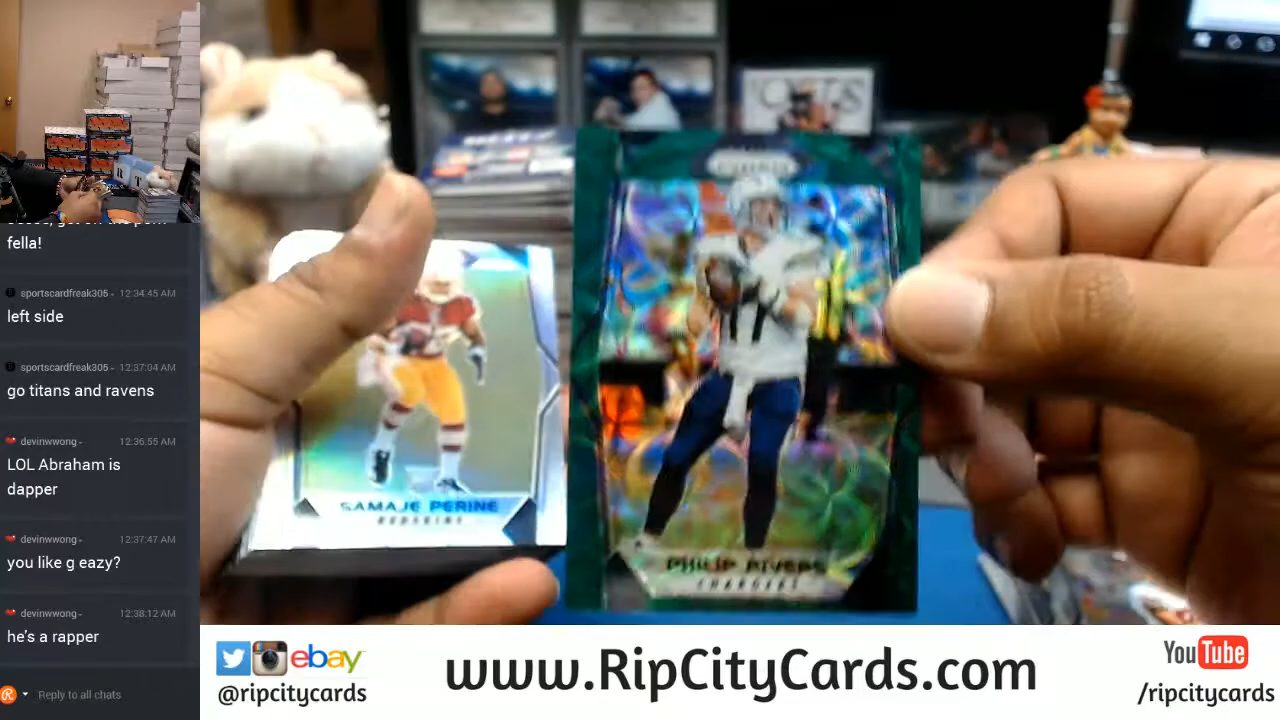 fella!
sportscardfreak305 - 12:34:45 AM
left side
sportscardfreak305 - 12:37:04 AM
go titans and ravens
devinwwong - 12:36:55 AM
LOL Abraham is
dapper
devinwwong - 12:37:47 AM
you like g eazy?
devinwwong - 12:38:12 AM
he's a rapper
Reply to all chats
SAMAJE PERINE
REDSKINS
PRIZM
17
PHILIP RIVERS
CHARGERS
ebay
@ripcitycards
www.RipCityCards.com
YouTube
/ripcitycards